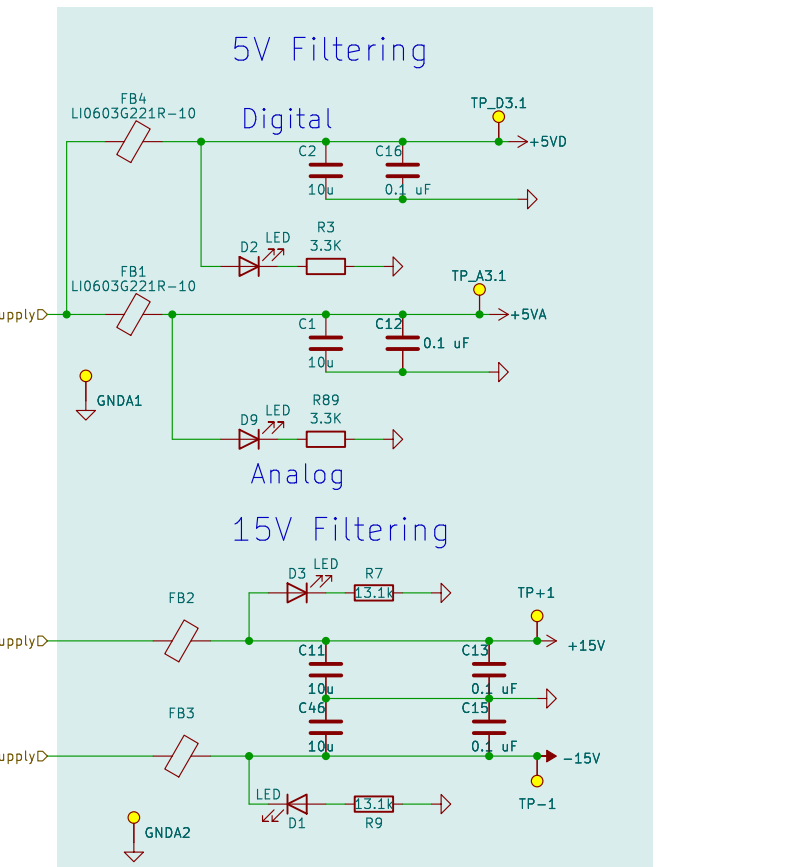 5V Filtering
FB4
LI0603G221R-10
Digital
TP_D3.1
+5VD
C2
10u
C16
0.1 uF
D2
LED
R3
3.3K
FB1
LI0603G221R-10
TP_A3.1
upply
+5VA
C1
10u
C12
0.1 uF
GNDA1
D9
LED
R89
3.3K
Analog
15V Filtering
D3
LED
R7
13.1k
FB2
TP+1
upply
+15V
C11
10u
C13
0.1 uF
C46
10u
C15
0.1 uF
FB3
upply
-15V
LED
D1
13.1k
R9
TP-1
GNDA2